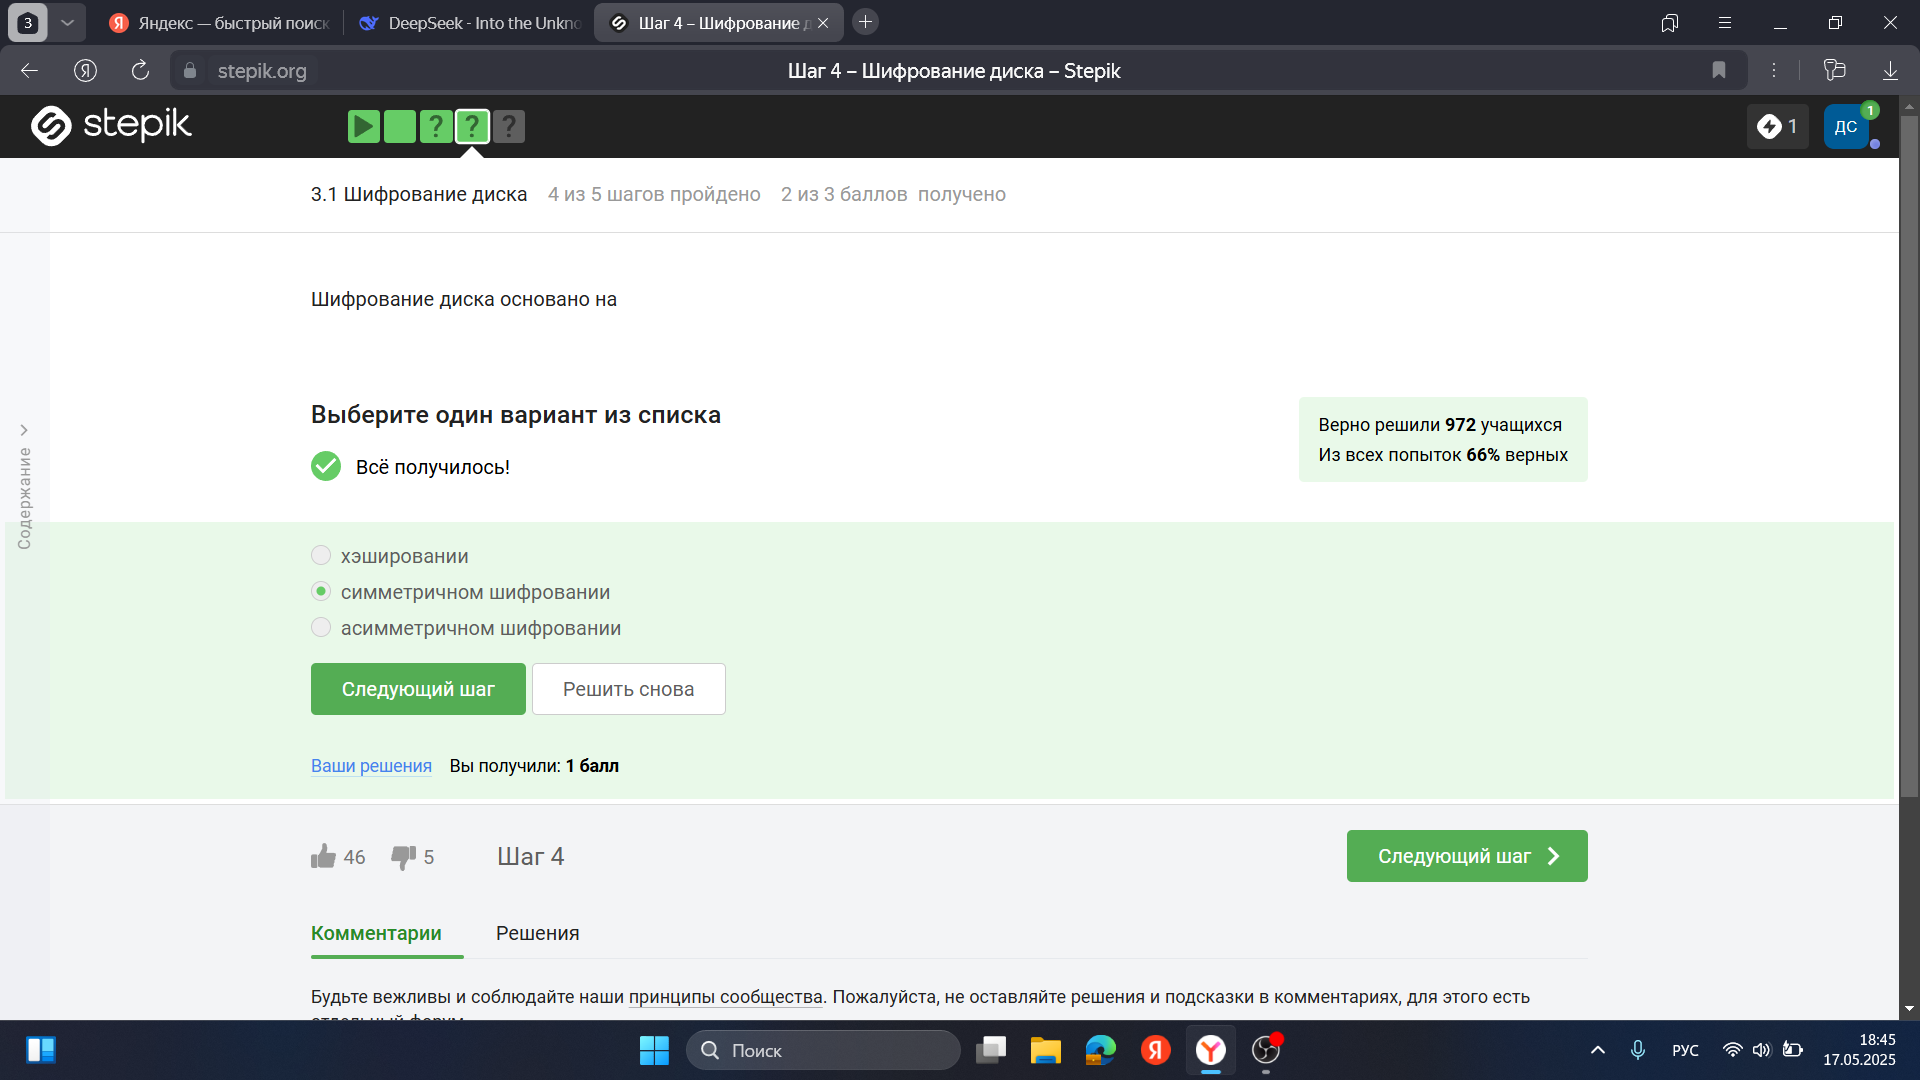 3
Яндекс — быстрый поиск
DeepSeek - Into the Unkno
Шаг 4 – Шифрование д
stepik.org
Шаг 4 – Шифрование диска – Stepik
stepik
? ? ?
1
ДС
1
3.1 Шифрование диска 4 из 5 шагов пройдено 2 из 3 баллов получено
Содержание
Шифрование диска основано на
Выберите один вариант из списка
Всё получилось!
Верно решили 972 учащихся
Из всех попыток 66% верных
хэшировании
симметричном шифровании
асимметричном шифровании
Следующий шаг
Решить снова
Ваши решения Вы получили: 1 балл
46 5 Шаг 4
Следующий шаг
Комментарии Решения
Будьте вежливы и соблюдайте наши принципы сообщества. Пожалуйста, не оставляйте решения и подсказки в комментариях, для этого есть
отдельный форум.
Поиск
РУС
18:45
17.05.2025